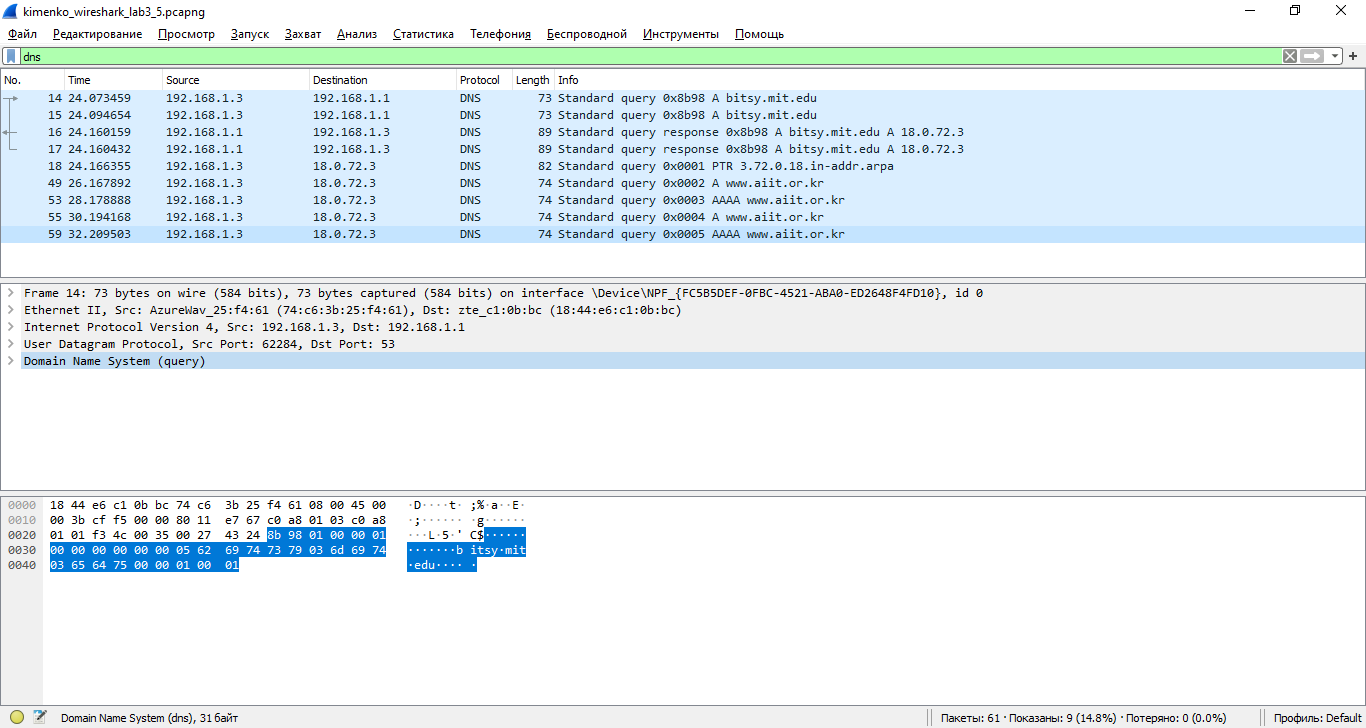 kimenko_wireshark_lab3_5.pcapng
Файл Редактирование Просмотр Запуск Захват Анализ Статистика Телефония Беспроводной Инструменты Помощь
dns
No. Time Source Destination Protocol Length Info
14 24.073459 192.168.1.3 192.168.1.1 DNS 73 Standard query 0x8b98 A bitsy.mit.edu
15 24.094654 192.168.1.3 192.168.1.1 DNS 73 Standard query 0x8b98 A bitsy.mit.edu
16 24.160159 192.168.1.1 192.168.1.3 DNS 89 Standard query response 0x8b98 A bitsy.mit.edu A 18.0.72.3
17 24.160432 192.168.1.1 192.168.1.3 DNS 89 Standard query response 0x8b98 A bitsy.mit.edu A 18.0.72.3
18 24.166355 192.168.1.3 18.0.72.3 DNS 82 Standard query 0x0001 PTR 3.72.0.18.in-addr.arpa
49 26.167892 192.168.1.3 18.0.72.3 DNS 74 Standard query 0x0002 A www.aiit.or.kr
53 28.178888 192.168.1.3 18.0.72.3 DNS 74 Standard query 0x0003 AAAA www.aiit.or.kr
55 30.194168 192.168.1.3 18.0.72.3 DNS 74 Standard query 0x0004 A www.aiit.or.kr
59 32.209503 192.168.1.3 18.0.72.3 DNS 74 Standard query 0x0005 AAAA www.aiit.or.kr
Frame 14: 73 bytes on wire (584 bits), 73 bytes captured (584 bits) on interface \Device\NPF_{FC5B5DEF-0FBC-4521-ABA0-ED2648F4FD10}, id 0
Ethernet II, Src: AzureWav_25:f4:61 (74:c6:3b:25:f4:61), Dst: zte_c1:0b:bc (18:44:e6:c1:0b:bc)
Internet Protocol Version 4, Src: 192.168.1.3, Dst: 192.168.1.1
User Datagram Protocol, Src Port: 62284, Dst Port: 53
Domain Name System (query)
0000 18 44 e6 c1 0b bc 74 c6 3b 25 f4 61 08 00 45 00 ·D····t· ;%·a··E·
0010 00 3b cf f5 00 00 80 11 e7 67 c0 a8 01 03 c0 a8 ·;······ ·g······
0020 01 01 f3 4c 00 35 00 27 43 24 8b 98 01 00 00 01 ···L·5·' C$······
0030 00 00 00 00 00 00 05 62 69 74 73 79 03 6d 69 74 ·······b itsy·mit
0040 03 65 64 75 00 00 01 00 01 ·edu···· ·
Domain Name System (dns), 31 байт
Пакеты: 61 · Показаны: 9 (14.8%) · Потеряно: 0 (0.0%)
Профиль: Default